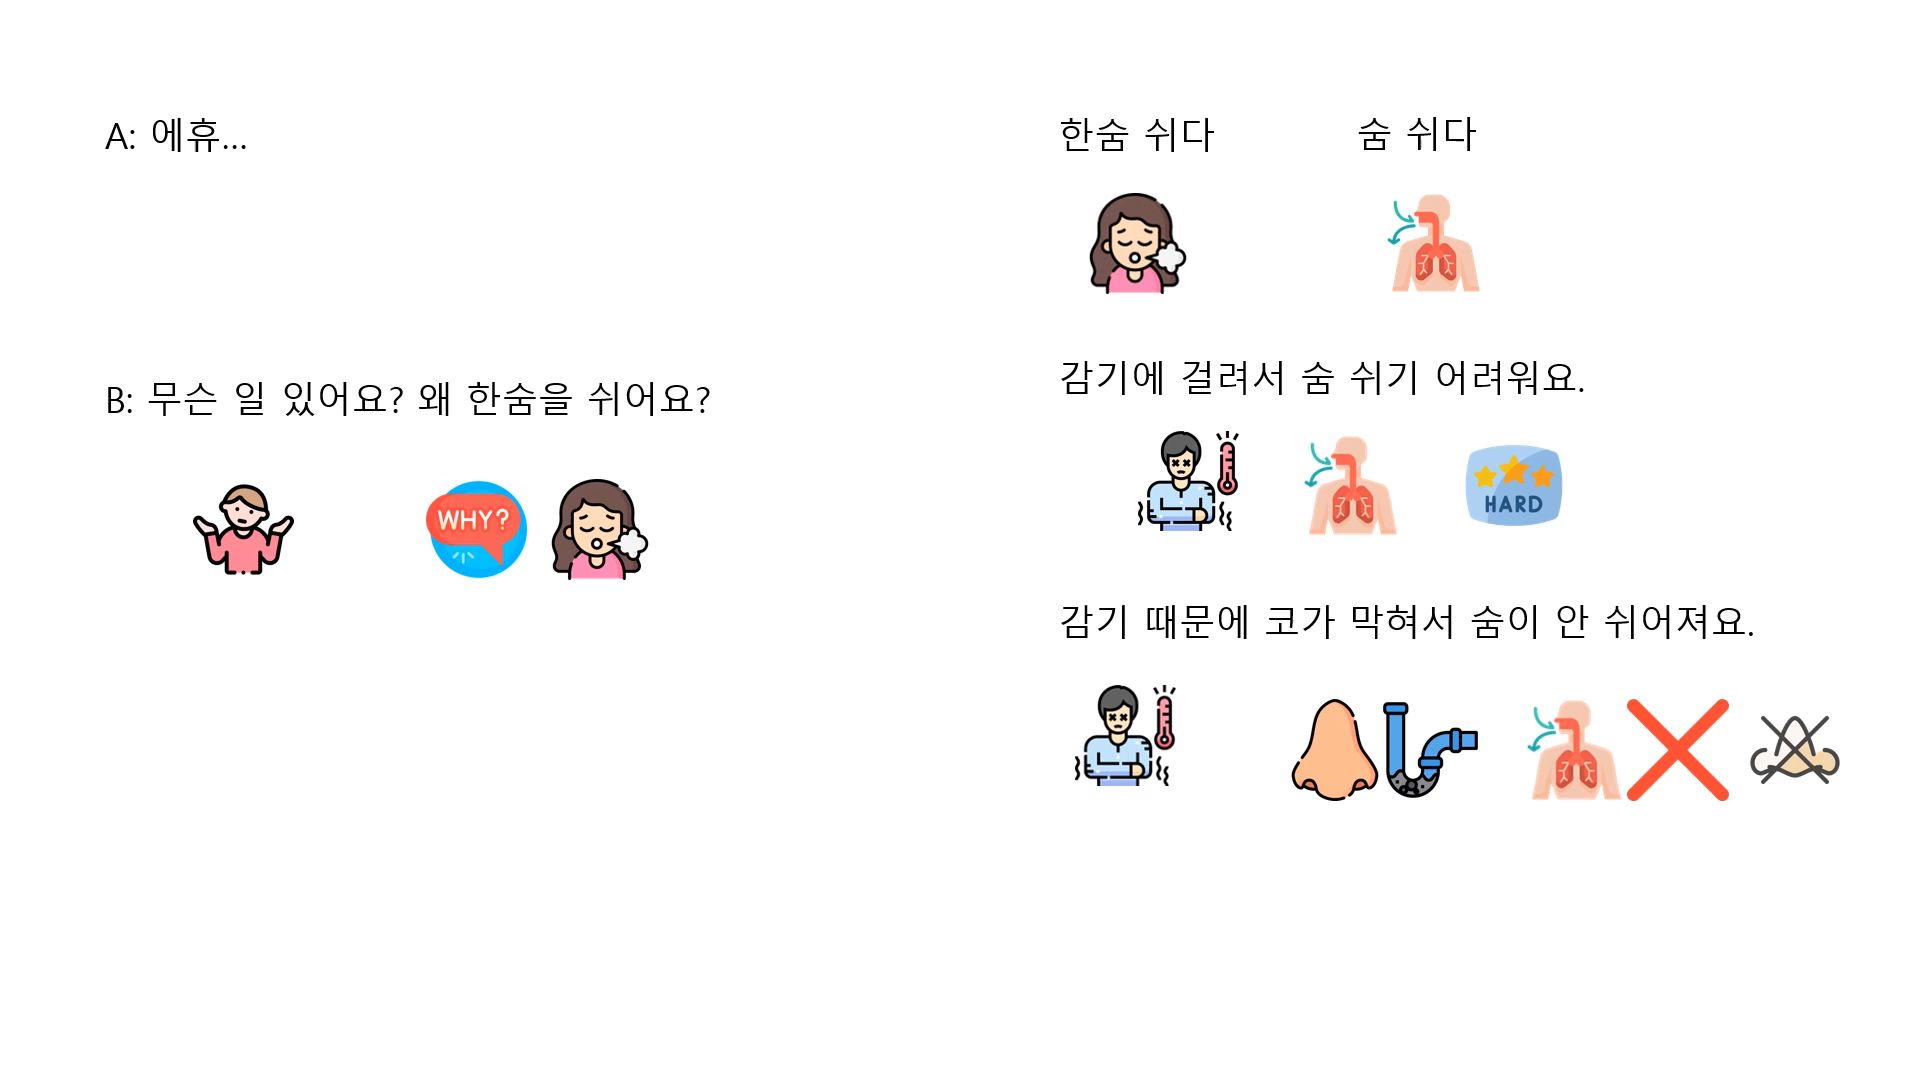 A: 에휴...
B: 무슨 일 있어요? 왜 한숨을 쉬어요?
WHY?
한숨 쉬다
숨 쉬다
감기에 걸려서 숨 쉬기 어려워요.
HARD
감기 때문에 코가 막혀서 숨이 안 쉬어져요.